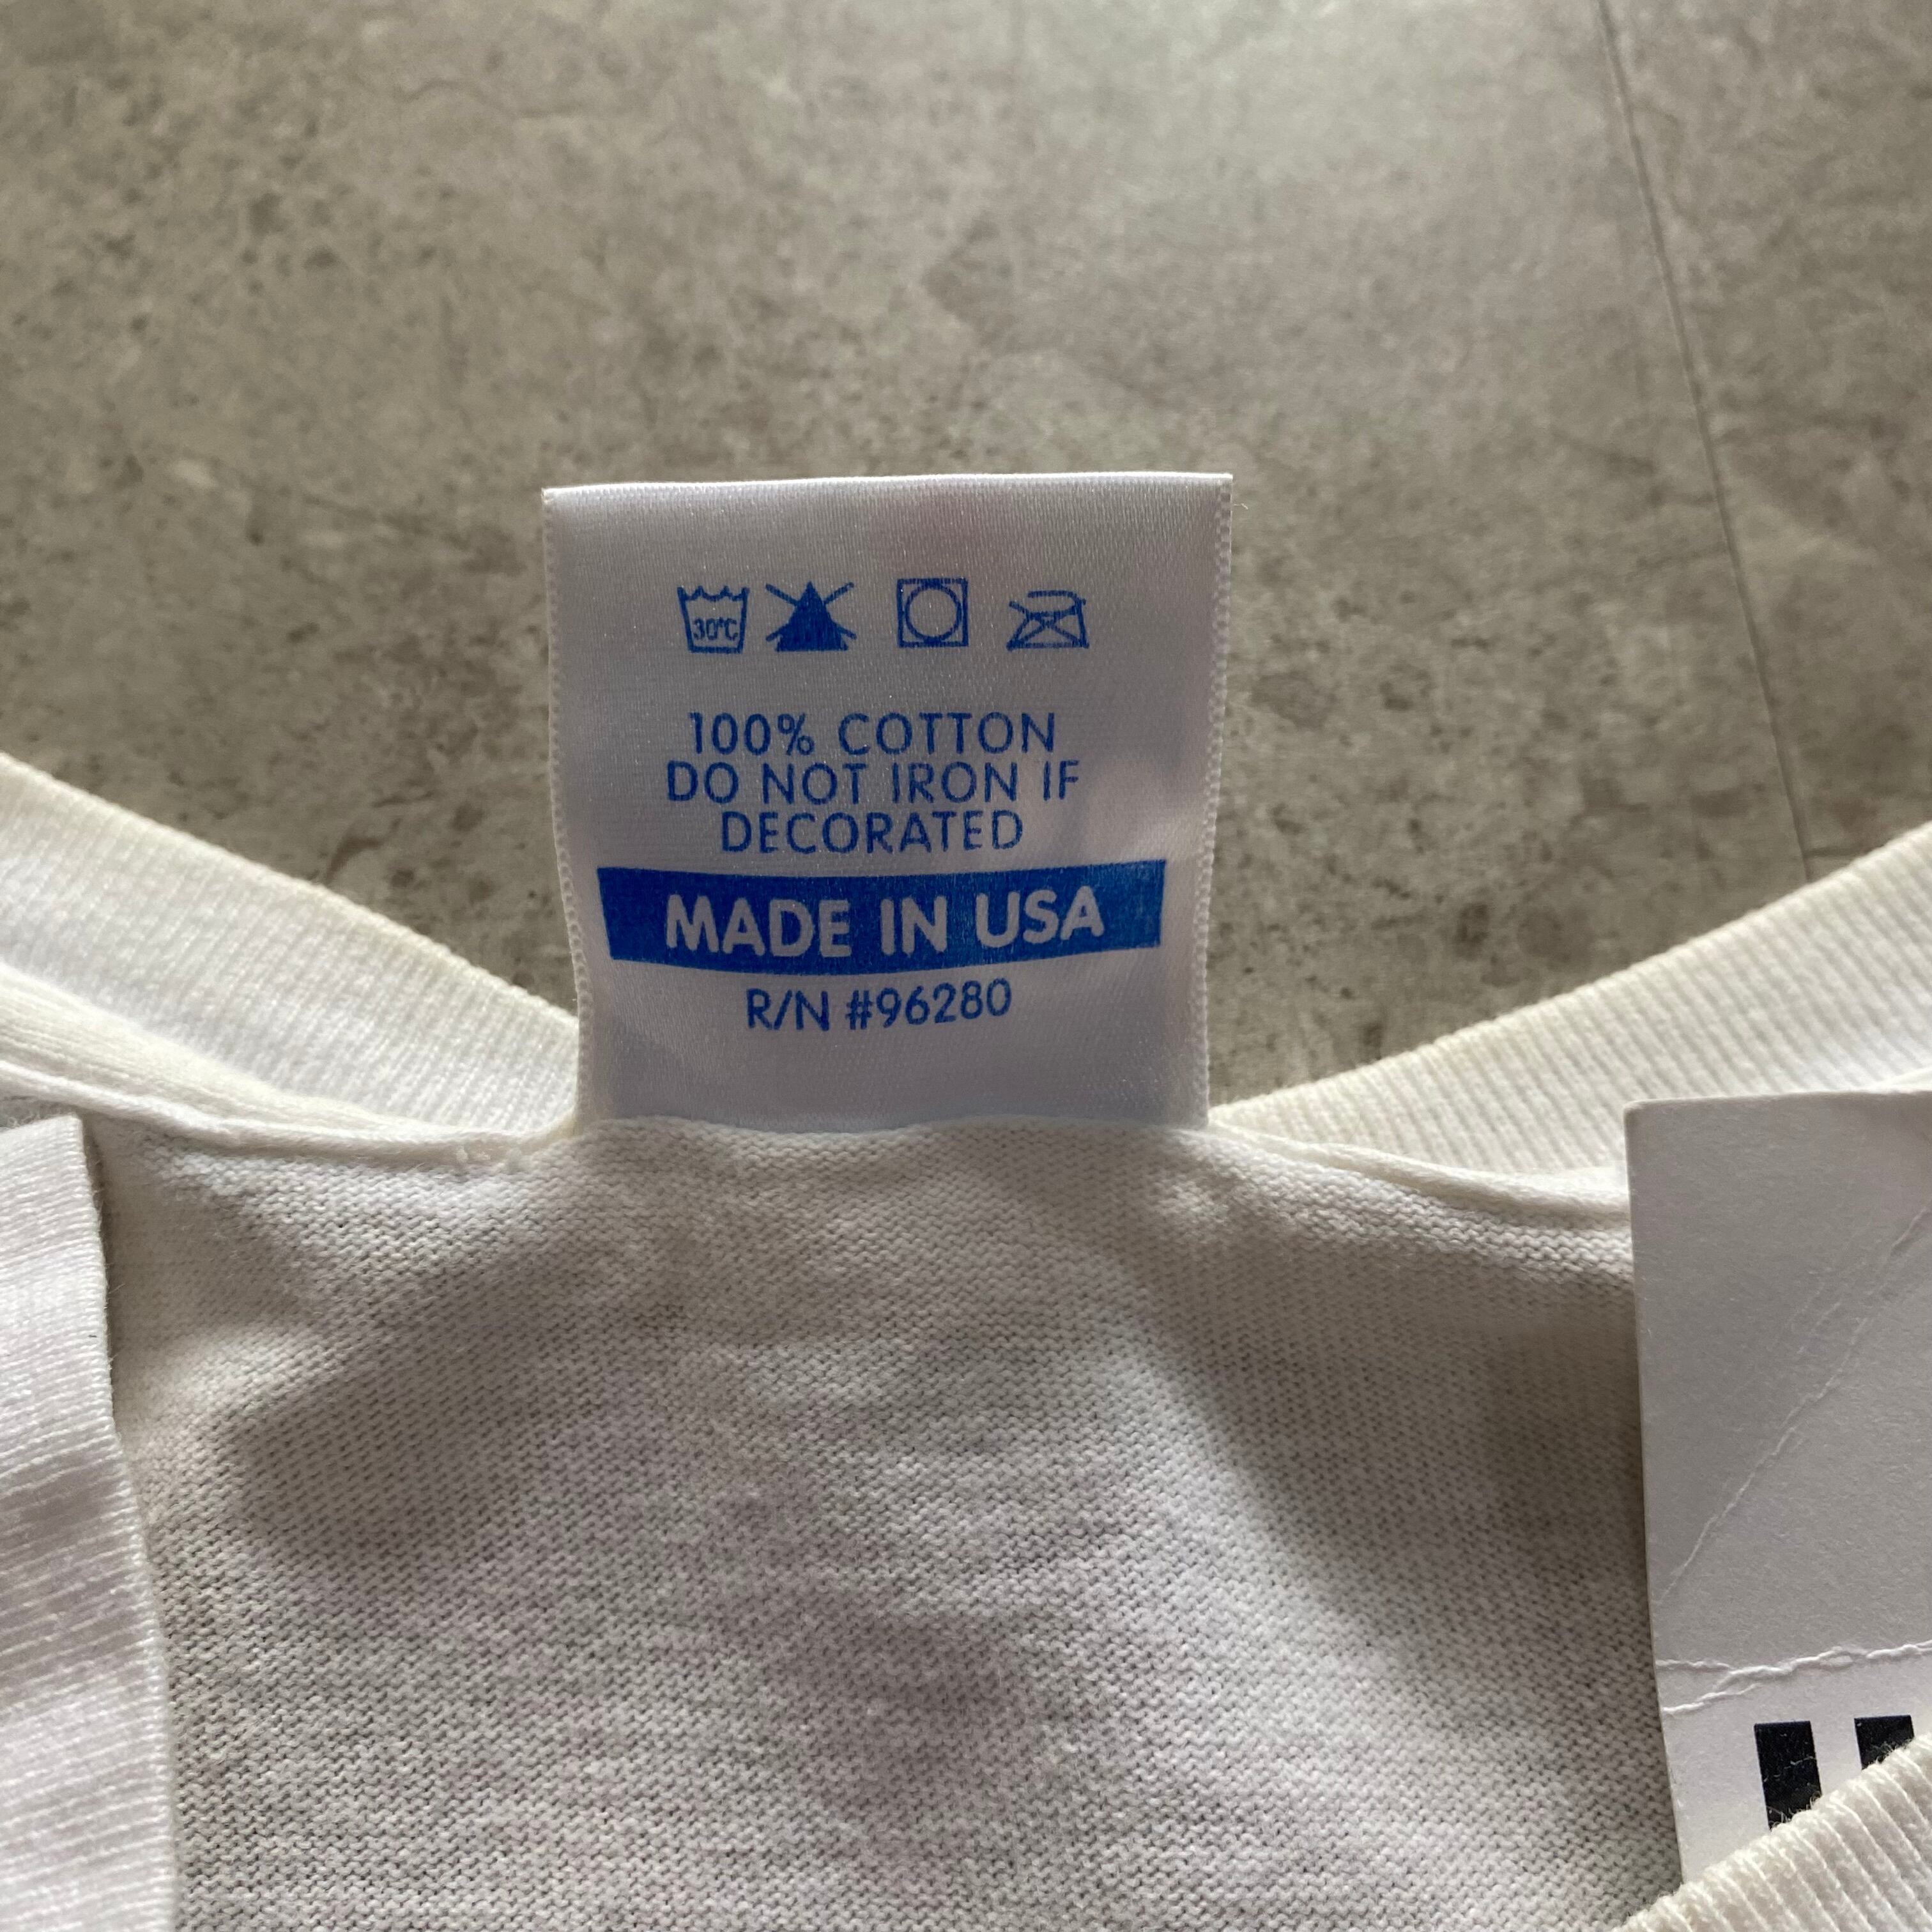 30°C
100% COTTON
DO NOT IRON IF
DECORATED
MADE IN USA
R/N #96280